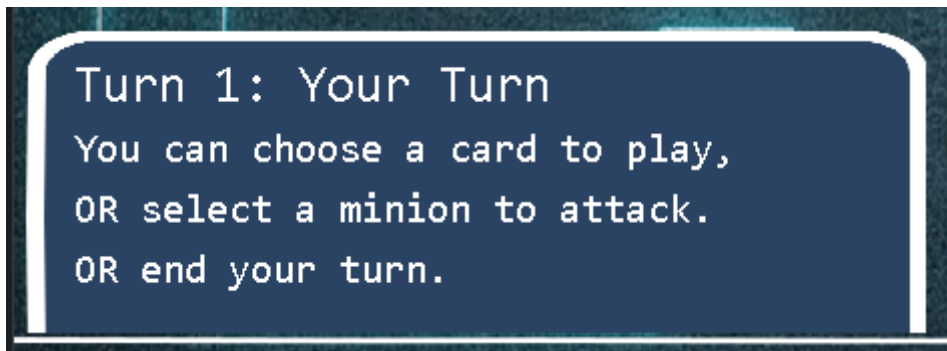 Turn 1: Your Turn
You can choose a card to play,
OR select a minion to attack.
OR end your turn.